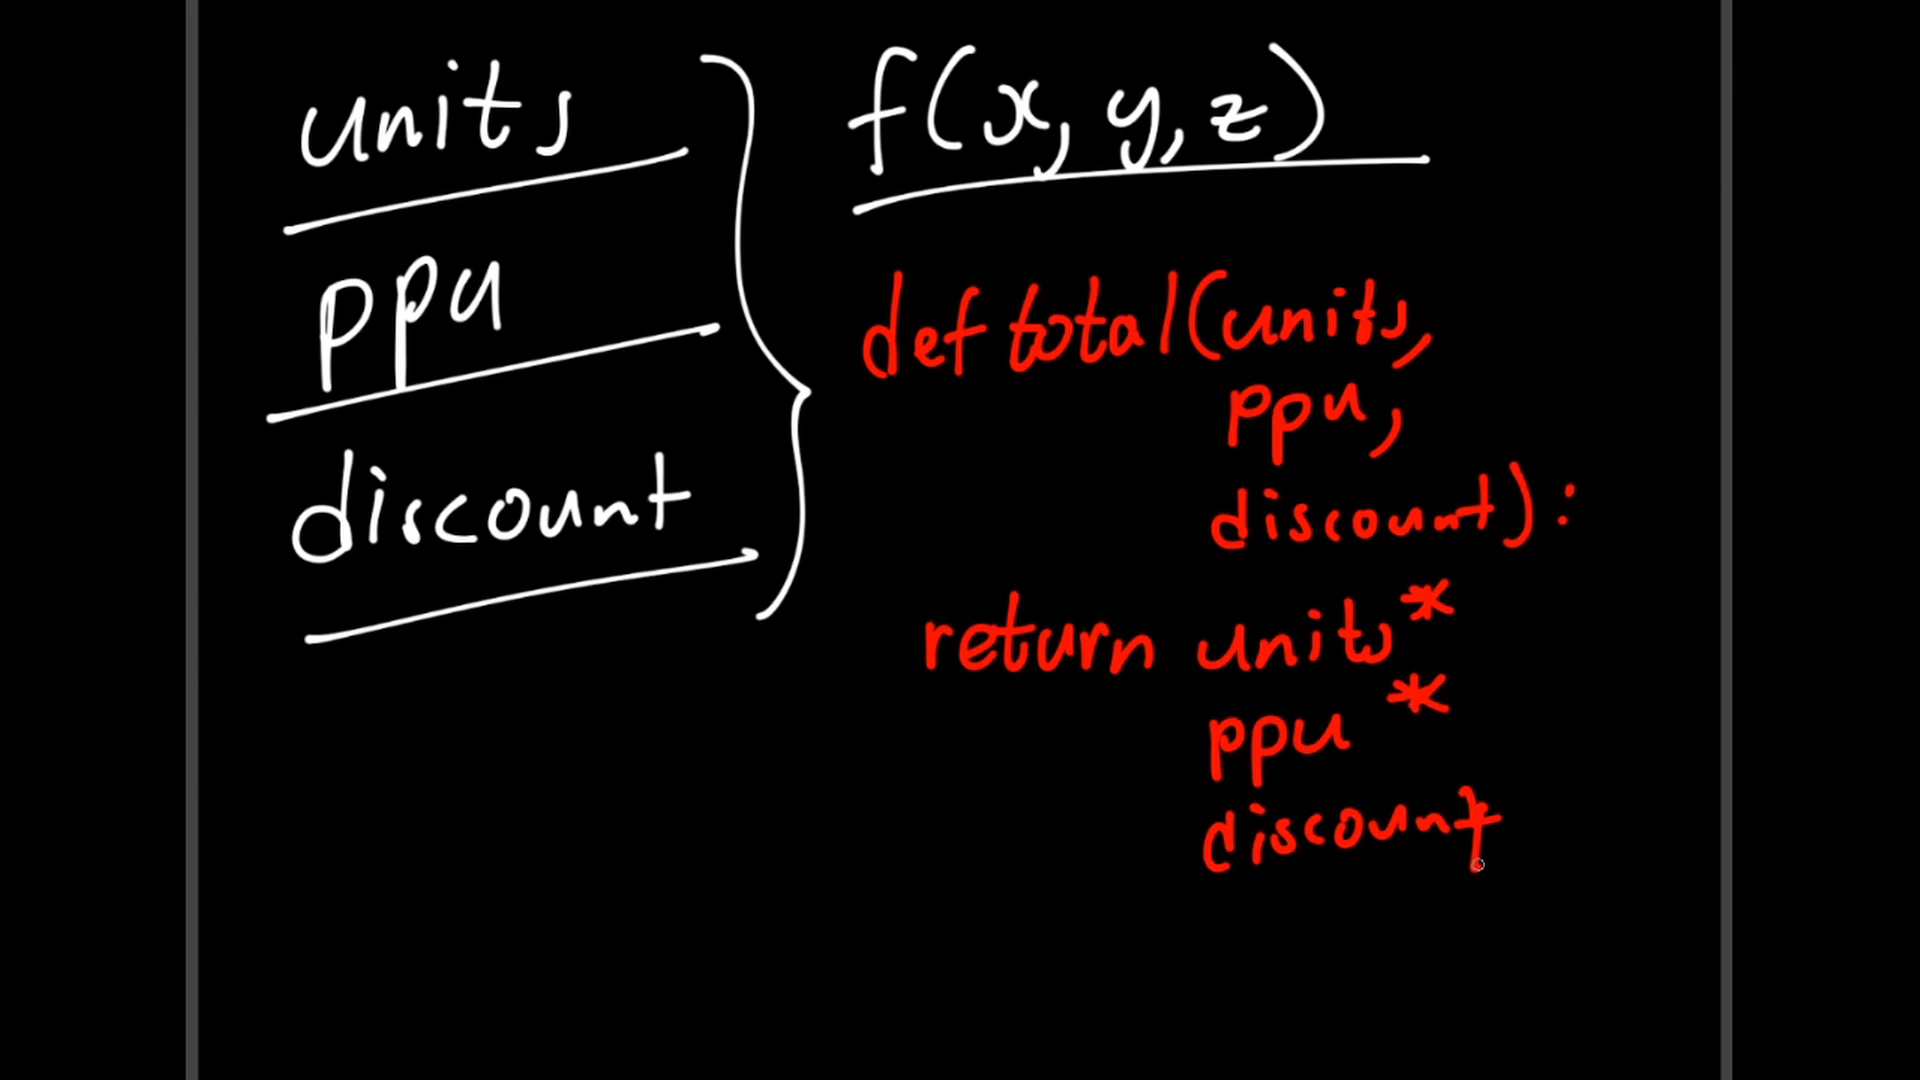 units
ppu
discount
f(x, y, z)
def total(units,
ppu,
discount):
return units *
ppu *
discount